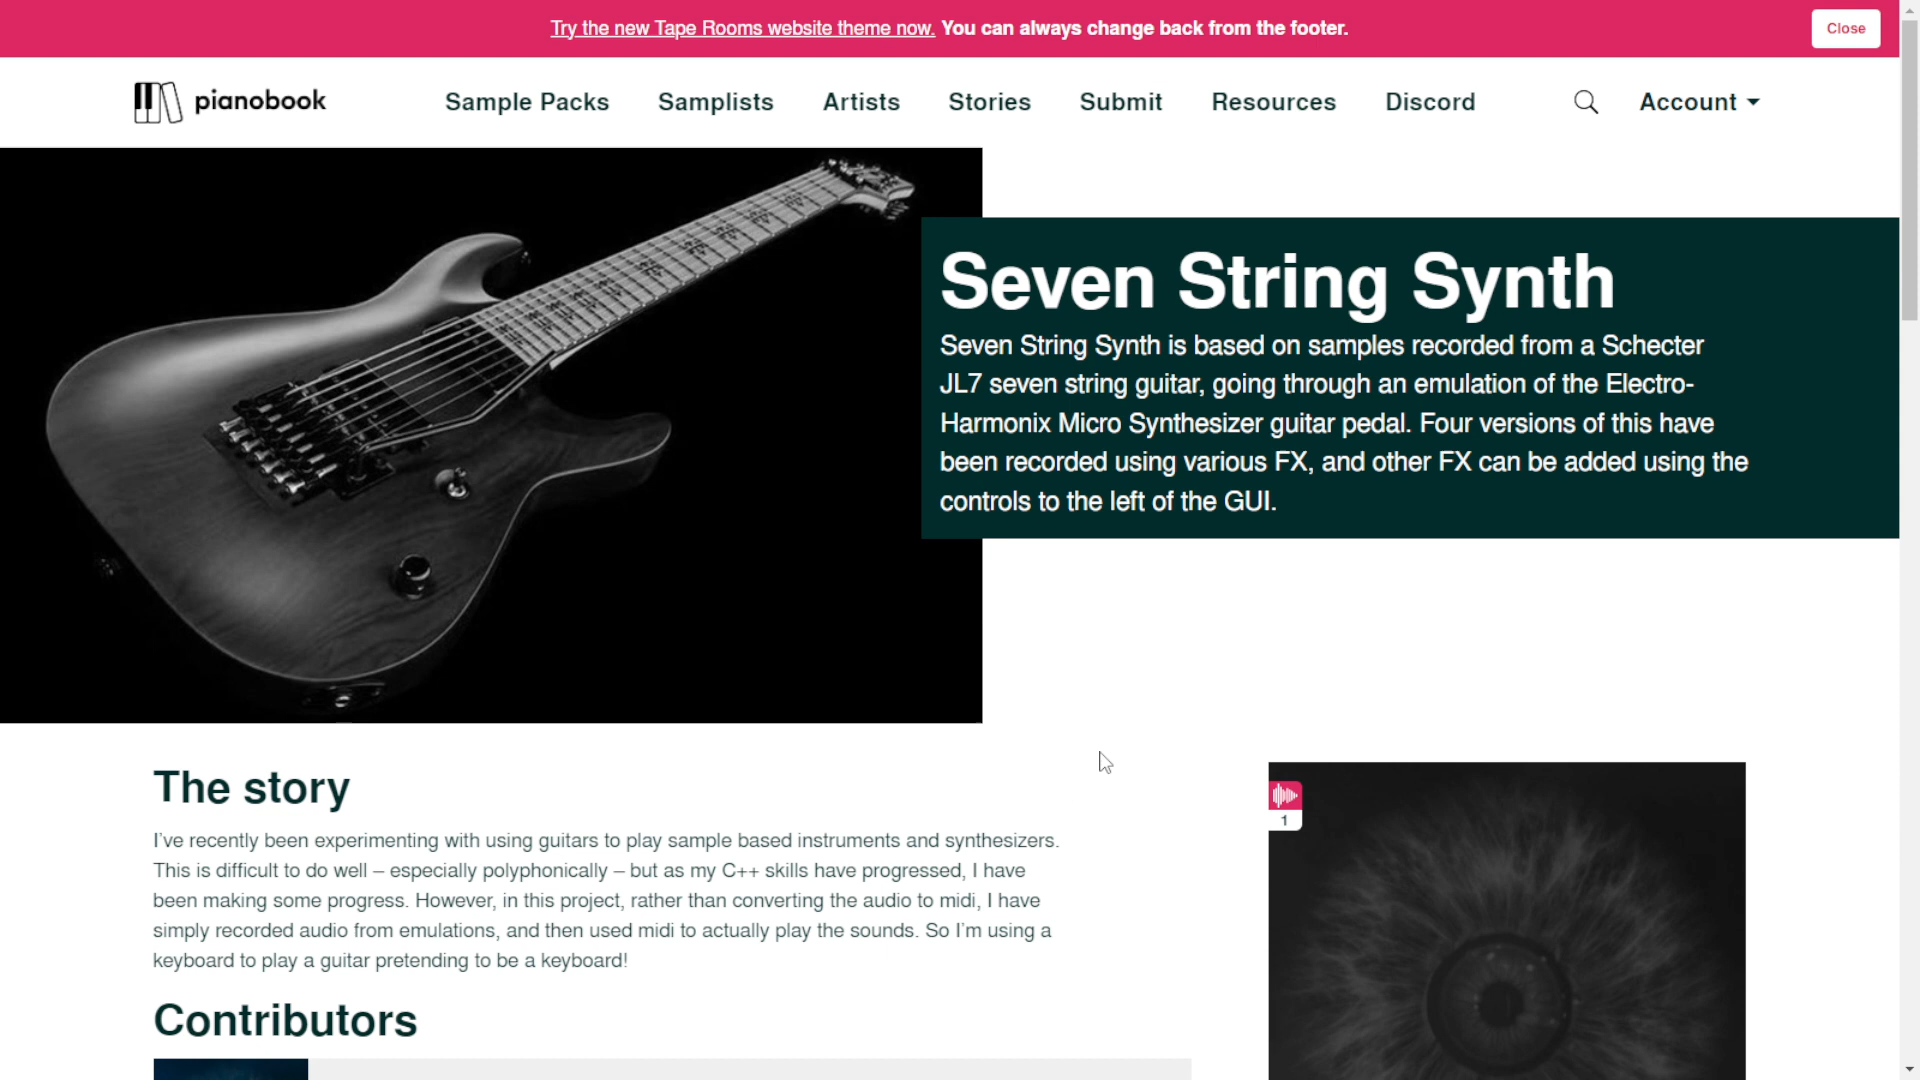 Try the new Tape Rooms website theme now. You can always change back from the footer.
Close
pianobook
Sample Packs
Samplists
Artists
Stories
Submit
Resources
Discord
Account
Seven String Synth
Seven String Synth is based on samples recorded from a Schecter
JL7 seven string guitar, going through an emulation of the Electro-
Harmonix Micro Synthesizer guitar pedal. Four versions of this have
been recorded using various FX, and other FX can be added using the
controls to the left of the GUI.
The story
I've recently been experimenting with using guitars to play sample based instruments and synthesizers.
This is difficult to do well – especially polyphonically – but as my C++ skills have progressed, I have
been making some progress. However, in this project, rather than converting the audio to midi, I have
simply recorded audio from emulations, and then used midi to actually play the sounds. So I'm using a
keyboard to play a guitar pretending to be a keyboard!
1
Contributors